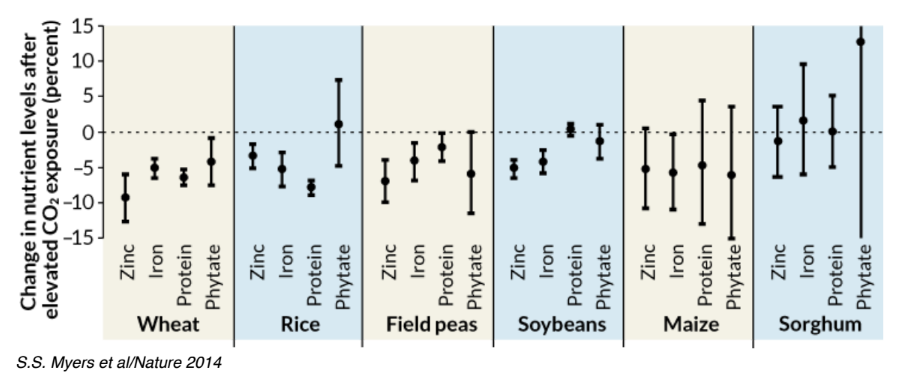 Change in nutrient levels after
elevated CO₂ exposure (percent)
15
10
5
0
−5
−10
−15
Zinc
Iron
Protein
Phytate
Zinc
Iron
Protein
Phytate
Zinc
Iron
Protein
Phytate
Zinc
Iron
Protein
Phytate
Zinc
Iron
Protein
Phytate
Zinc
Iron
Protein
Phytate
Wheat
Rice
Field peas
Soybeans
Maize
Sorghum
S.S. Myers et al/Nature 2014